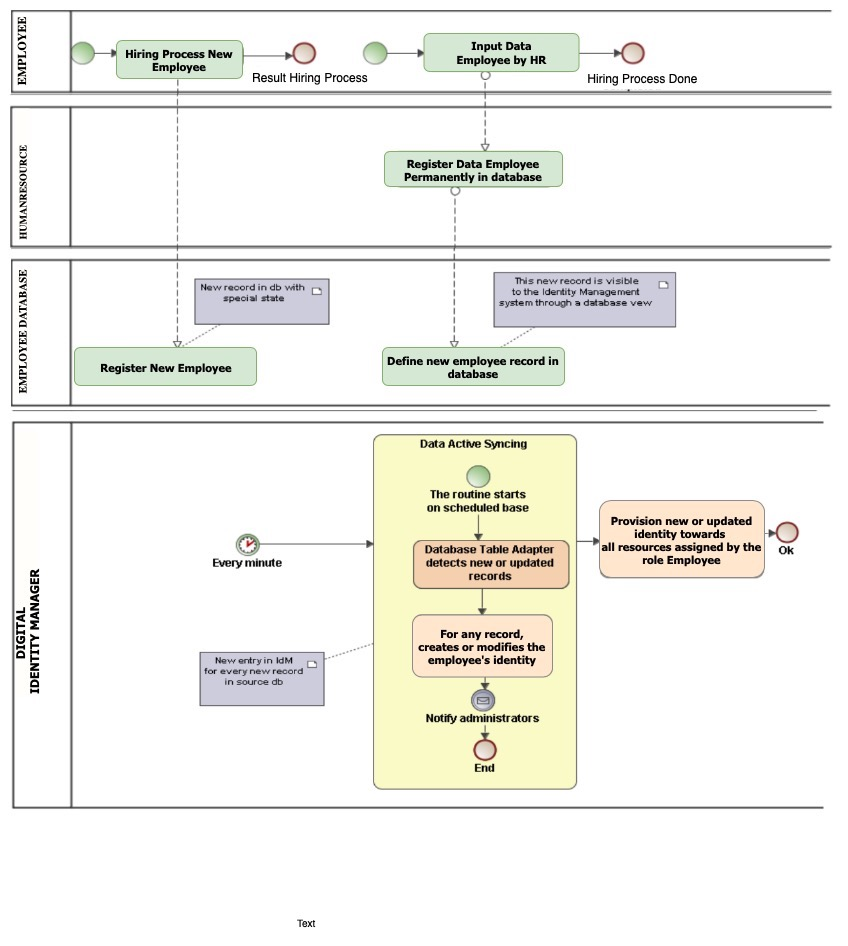 EMPLOYEE
Hiring Process New
Employee
Result Hiring Process
Input Data
Employee by HR
Hiring Process Done
HUMANRESOURCE
Register Data Employee
Permanently in database
EMPLOYEE DATABASE
New record in db with
special state
This new record is visible
to the Identity Management
system through a database vew
Register New Employee
Define new employee record in
database
DIGITAL
IDENTITY MANAGER
Data Active Syncing
The routine starts
on scheduled base
Every minute
Database Table Adapter
detects new or updated
records
Provision new or updated
identity towards
all resources assigned by the
role Employee
Ok
For any record,
creates or modifies the
employee's identity
New entry in IdM
for every new record
in source db
Notify administrators
End
Text